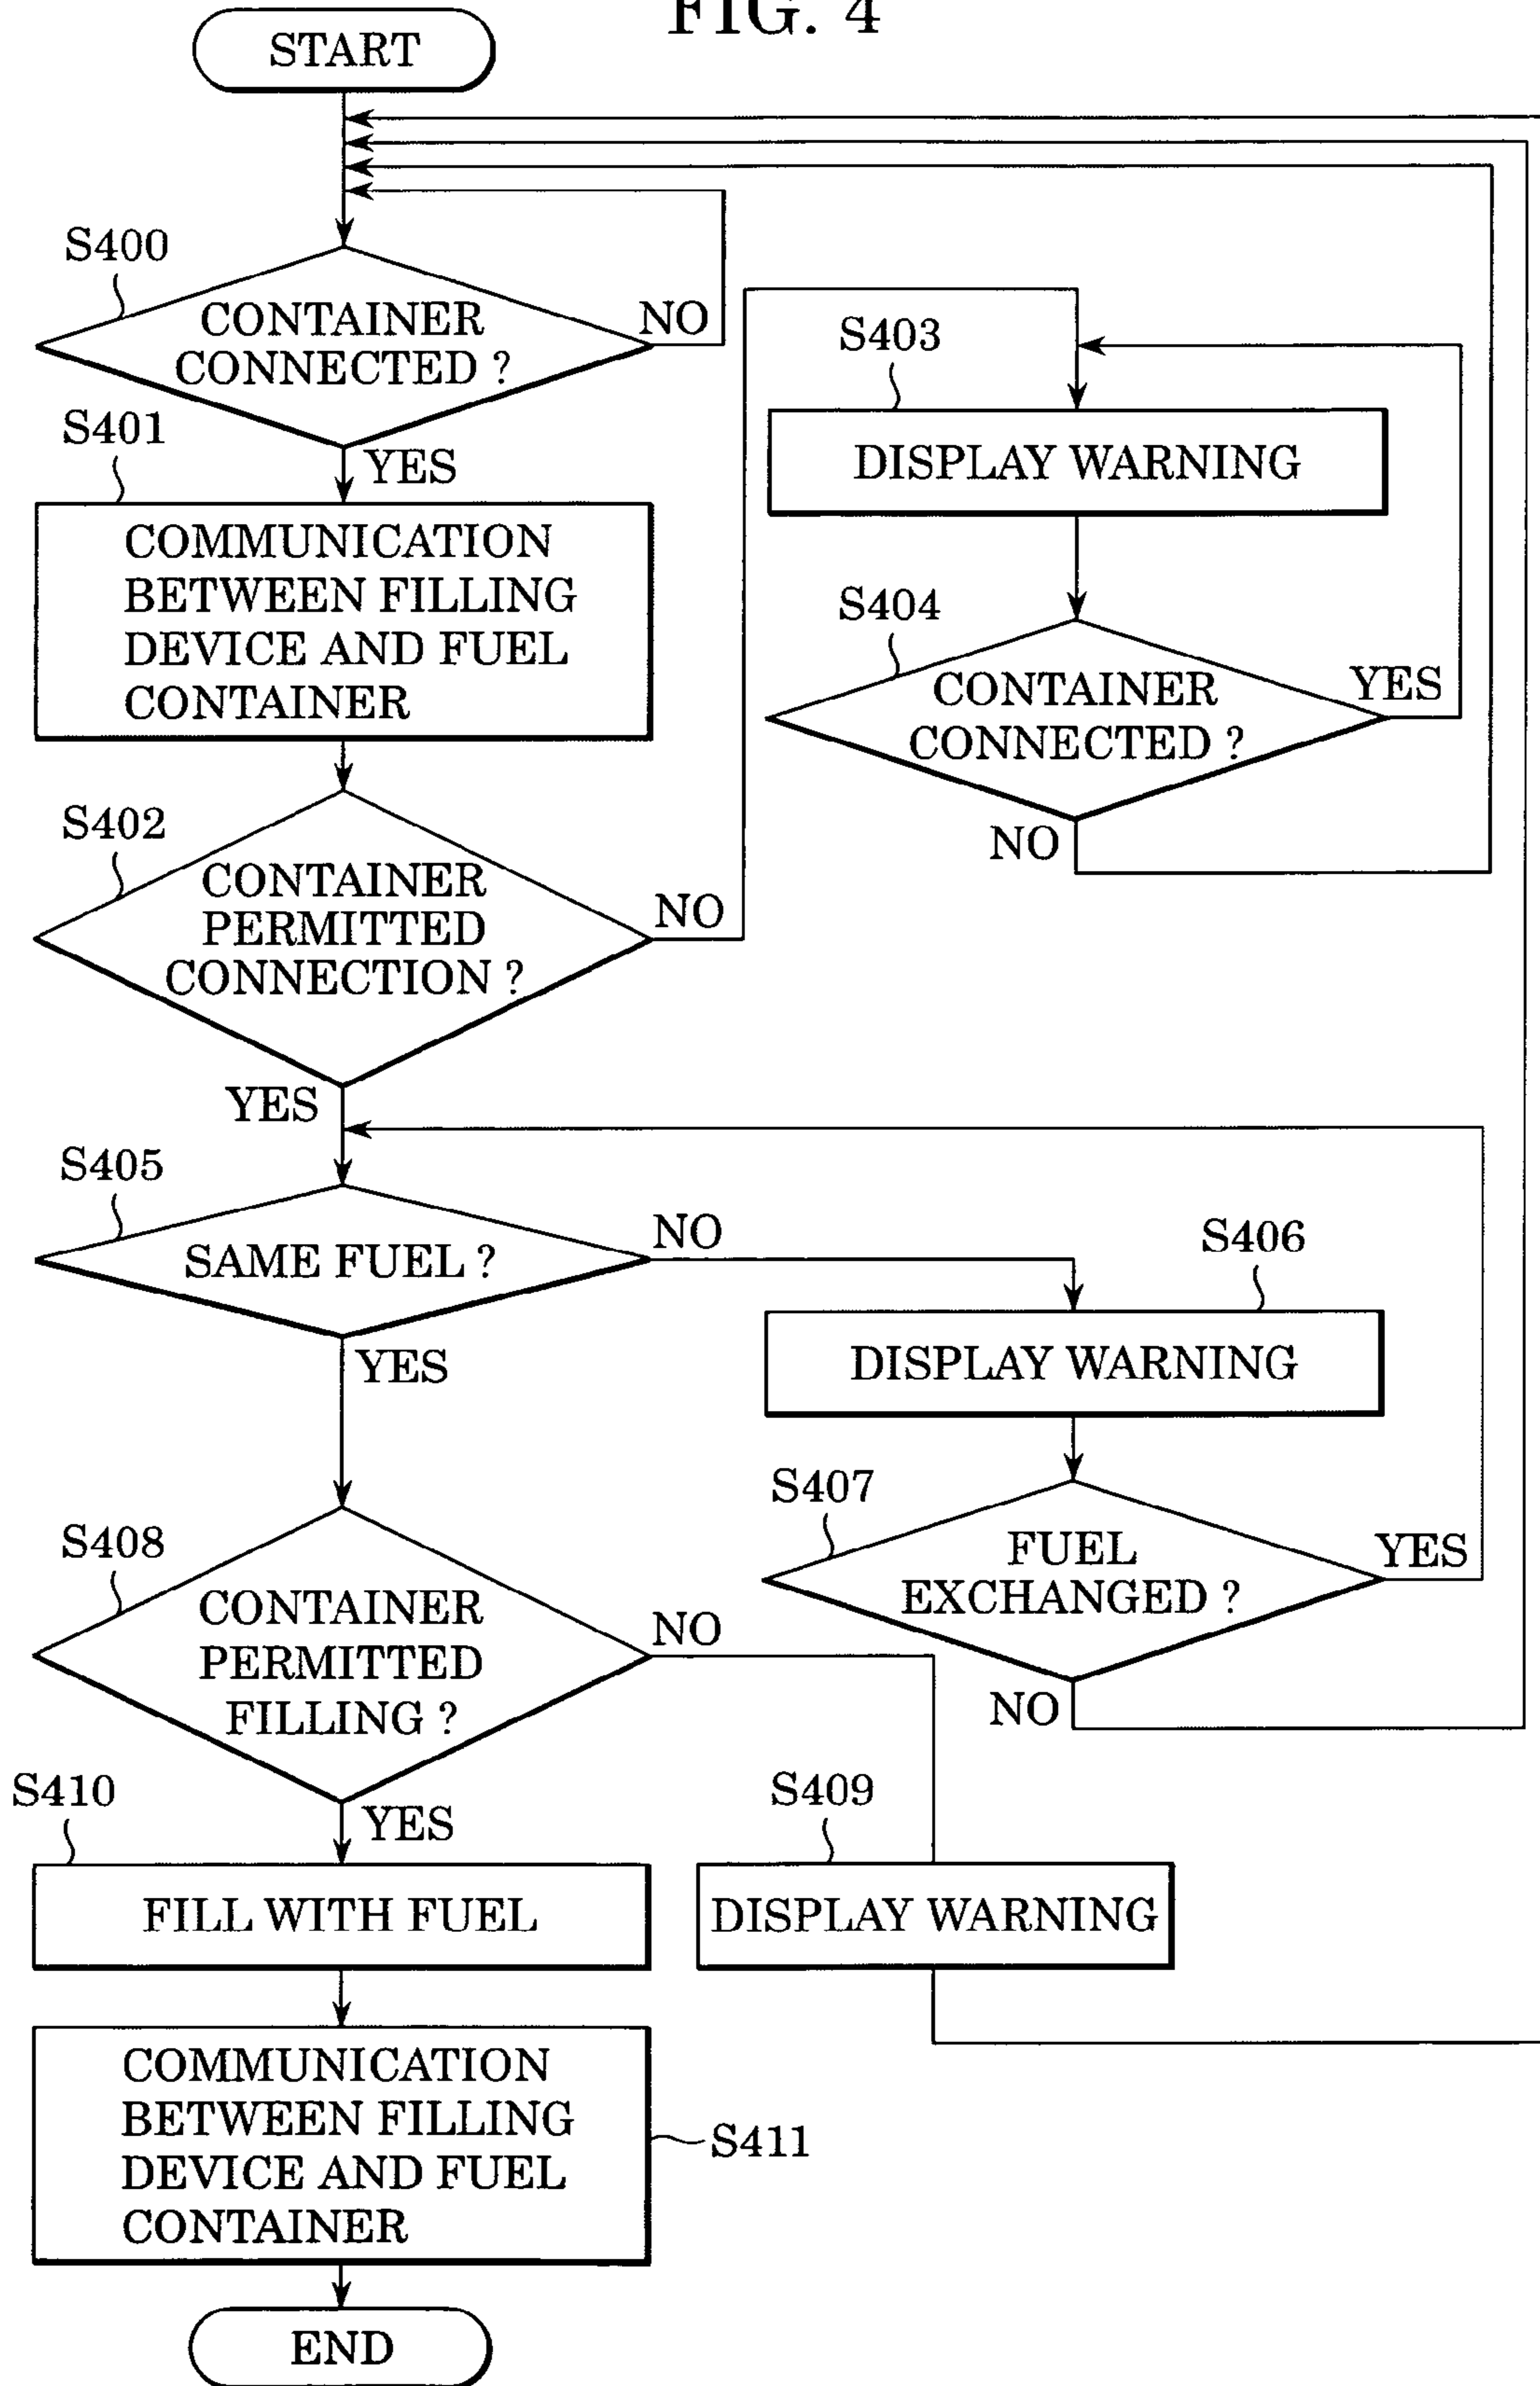 FIG. 4
START
S400
CONTAINER
CONNECTED ?
NO
YES
S401
COMMUNICATION
BETWEEN FILLING
DEVICE AND FUEL
CONTAINER
S402
CONTAINER
PERMITTED
CONNECTION ?
NO
YES
S403
DISPLAY WARNING
S404
CONTAINER
CONNECTED ?
YES
NO
S405
SAME FUEL ?
NO
YES
S406
DISPLAY WARNING
S407
FUEL
EXCHANGED ?
YES
NO
S408
CONTAINER
PERMITTED
FILLING ?
NO
YES
S409
DISPLAY WARNING
S410
FILL WITH FUEL
COMMUNICATION
BETWEEN FILLING
DEVICE AND FUEL
CONTAINER
S411
END